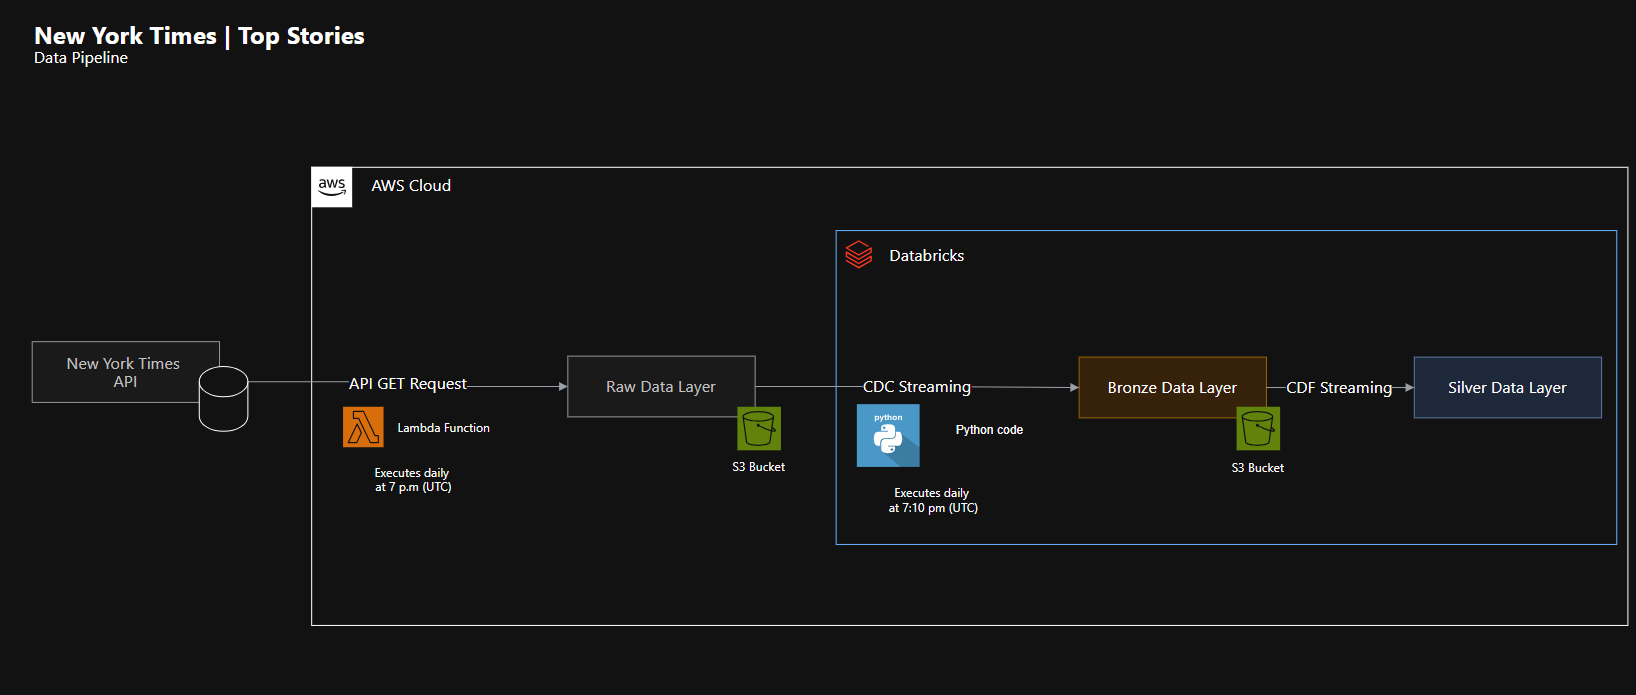 New York Times | Top Stories
Data Pipeline
aws
AWS Cloud
Databricks
New York Times
API
API GET Request
Lambda Function
Executes daily
at 7 p.m (UTC)
Raw Data Layer
S3 Bucket
CDC Streaming
python
Python code
Executes daily
at 7:10 pm (UTC)
Bronze Data Layer
S3 Bucket
CDF Streaming
Silver Data Layer